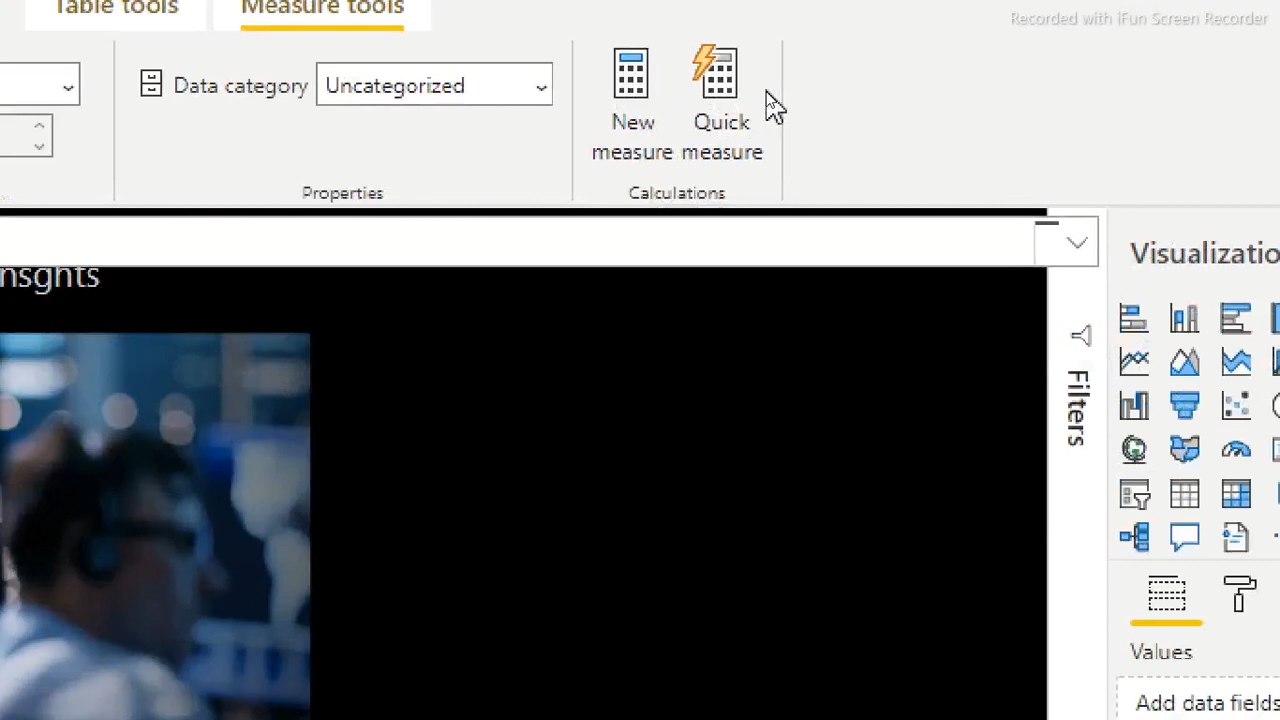 Table tools Measure tools
Recorded with iFun Screen Recorder
Data category Uncategorized
New measure
Quick measure
Properties
Calculations
nsghts
Visualizatio
Filters
Values
Add data fields